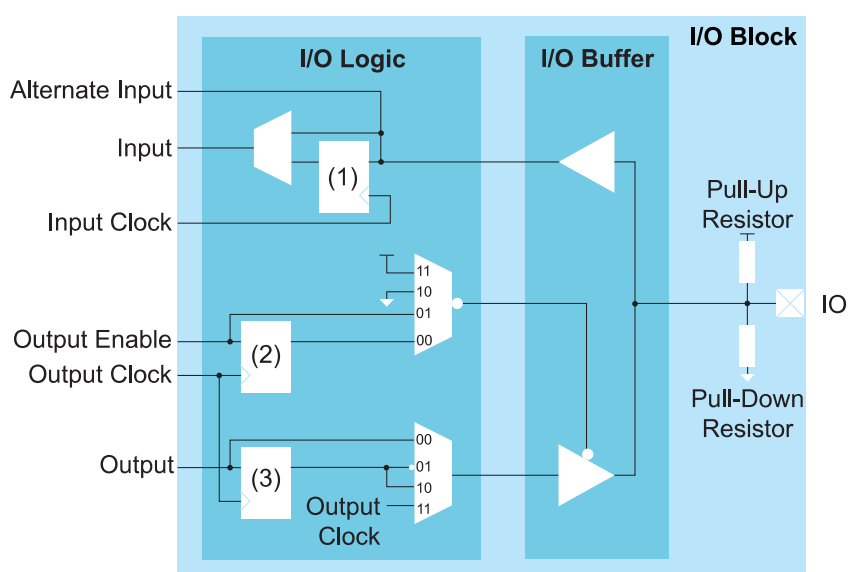 I/O Block
I/O Logic
I/O Buffer
Alternate Input
Input
(1)
Input Clock
Pull-Up
Resistor
11
10
01
00
IO
Output Enable
(2)
Output Clock
Pull-Down
Resistor
00
Output
(3)
01
10
11
Output
Clock